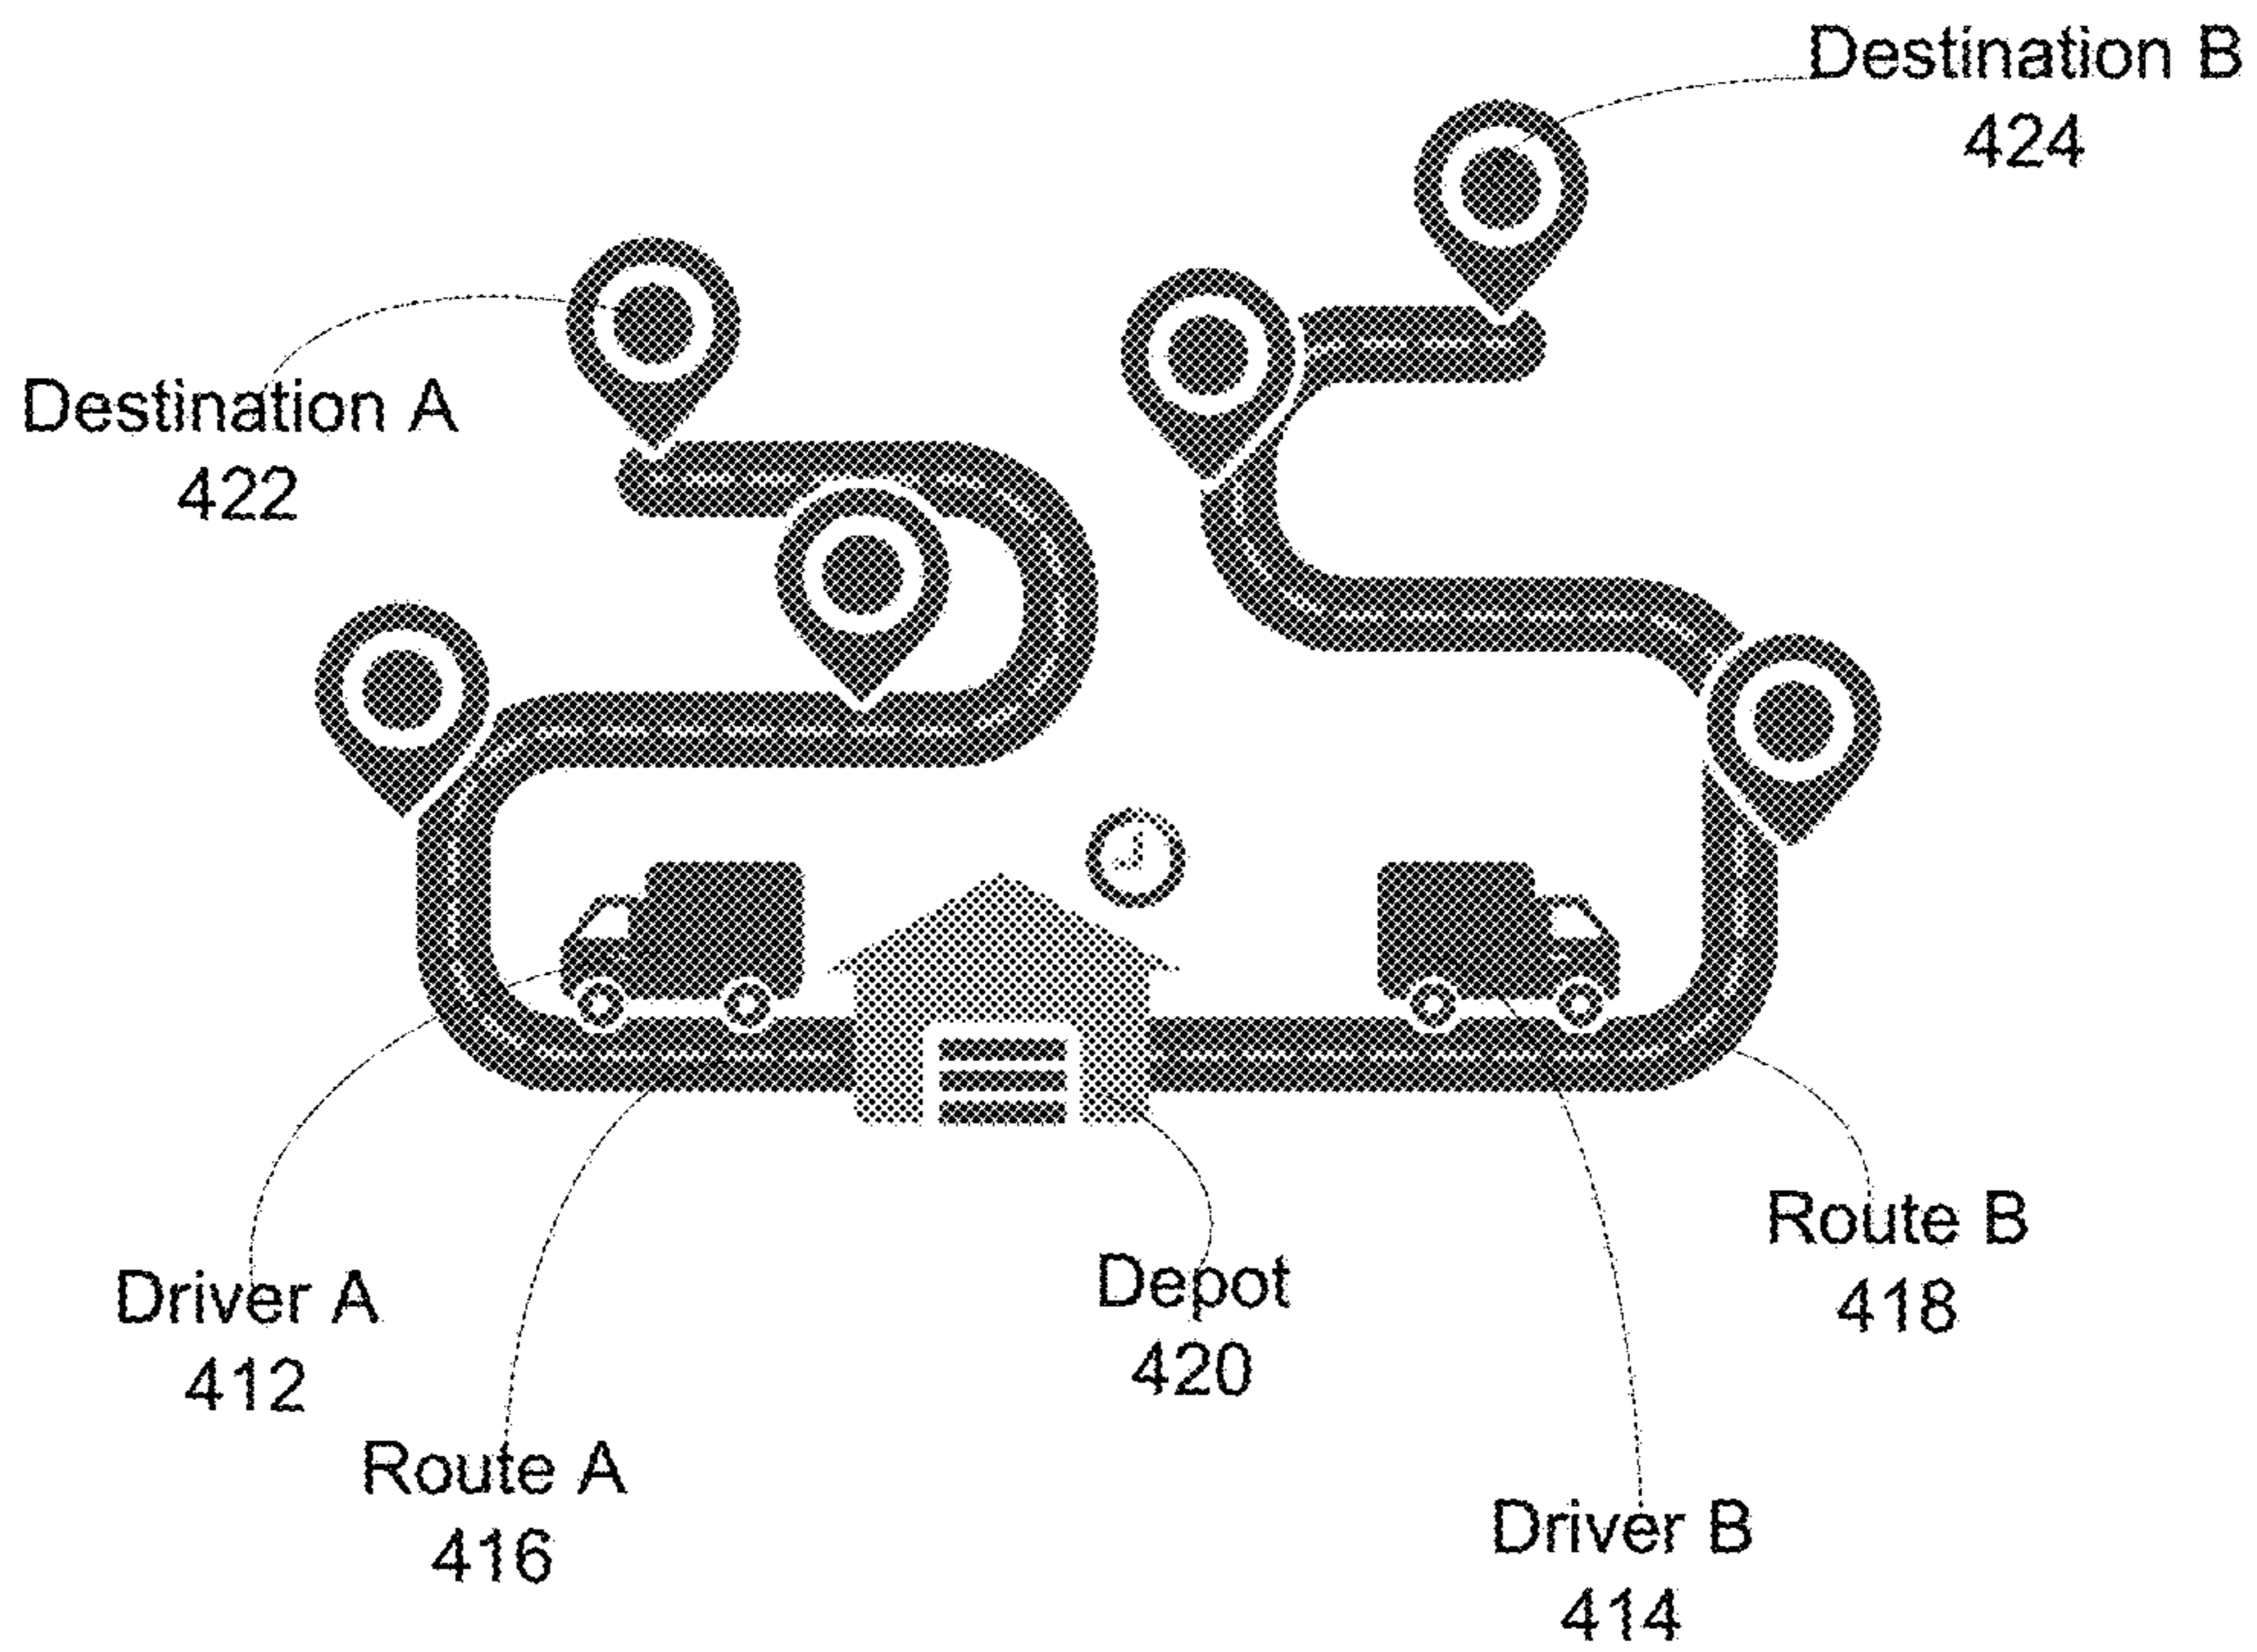 Destination B
424
Destination A
422
Route B
418
Depot
420
Driver A
412
Route A
416
Driver B
414